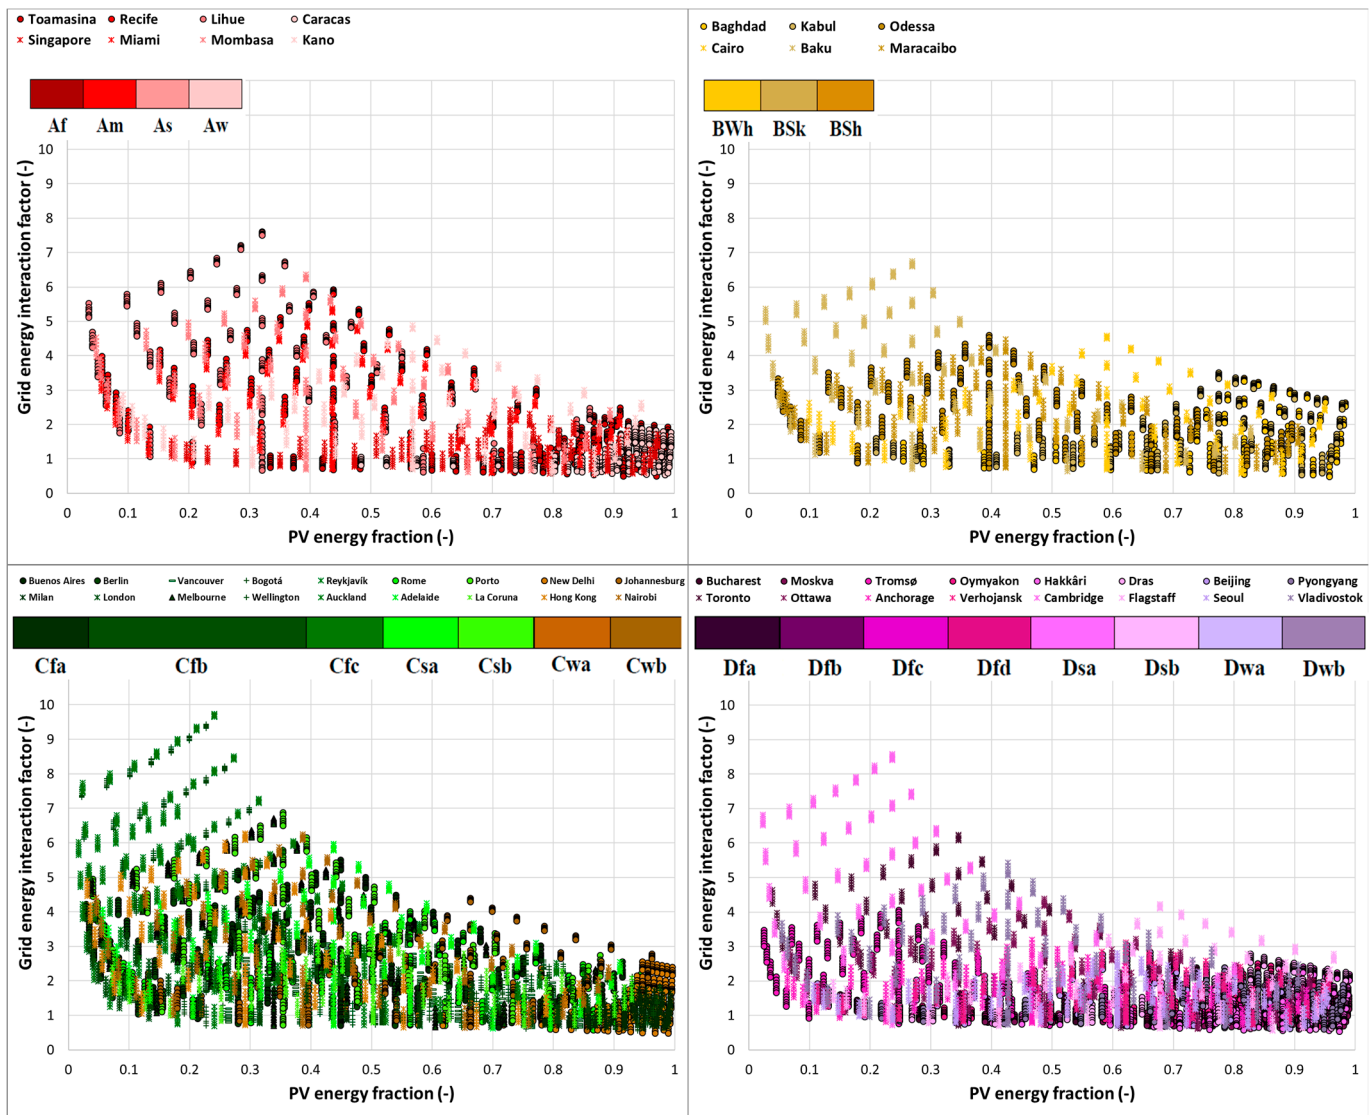 Toamasina Recife Lihue Caracas
Singapore Miami Mombasa Kano
Af Am As Aw
10
9
8
7
6
5
4
3
2
1
0
Grid energy interaction factor (-)
0 0.1 0.2 0.3 0.4 0.5 0.6 0.7 0.8 0.9 1
PV energy fraction (-)
Baghdad Kabul Odessa
Cairo Baku Maracaibo
BWh BSk BSh
10
9
8
7
6
5
4
3
2
1
0
Grid energy interaction factor (-)
0 0.1 0.2 0.3 0.4 0.5 0.6 0.7 0.8 0.9 1
PV energy fraction (-)
Buenos Aires Berlin Vancouver Bogotá Reykjavík Rome Porto New Delhi Johannesburg
Milan London Melbourne Wellington Auckland Adelaide La Coruna Hong Kong Nairobi
Cfa Cfb Cfc Csa Csb Cwa Cwb
10
9
8
7
6
5
4
3
2
1
0
Grid energy interaction factor (-)
0 0.1 0.2 0.3 0.4 0.5 0.6 0.7 0.8 0.9 1
PV energy fraction (-)
Bucharest Moskva Tromsø Oymyakon Hakkâri Dras Beijing Pyongyang
Toronto Ottawa Anchorage Verhojansk Cambridge Flagstaff Seoul Vladivostok
Dfa Dfb Dfc Dfd Dsa Dsb Dwa Dwb
10
9
8
7
6
5
4
3
2
1
0
Grid energy interaction factor (-)
0 0.1 0.2 0.3 0.4 0.5 0.6 0.7 0.8 0.9 1
PV energy fraction (-)